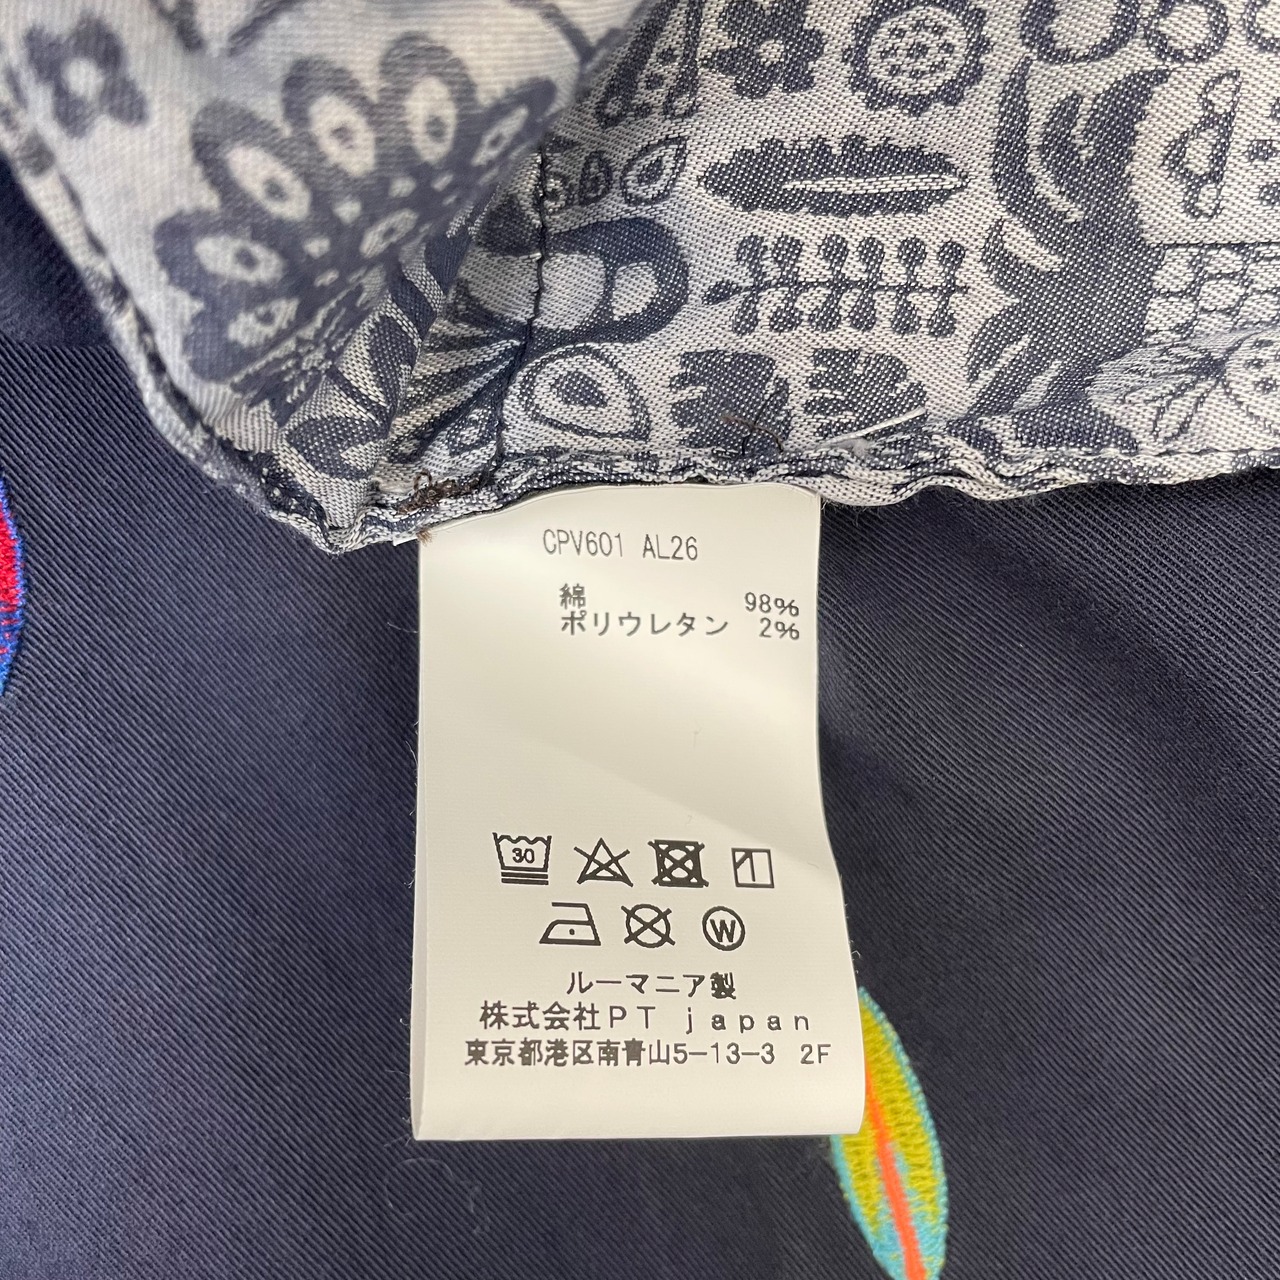 CPV601 AL26
綿 98%
ポリウレタン 2%
30
W
ルーマニア製
株式会社ＰＴ ｊａｐａｎ
東京都港区南青山5-13-3 2F